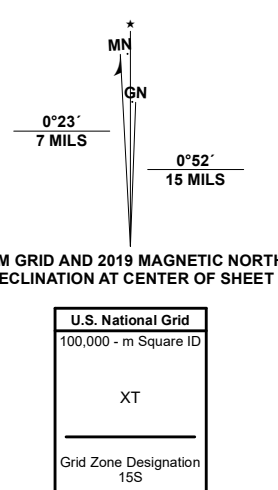 MN
GN
0°23´
7 MILS
0°52´
15 MILS
M GRID AND 2019 MAGNETIC NORTH
ECLINATION AT CENTER OF SHEET
U.S. National Grid
100,000 - m Square ID
XT
Grid Zone Designation
15S